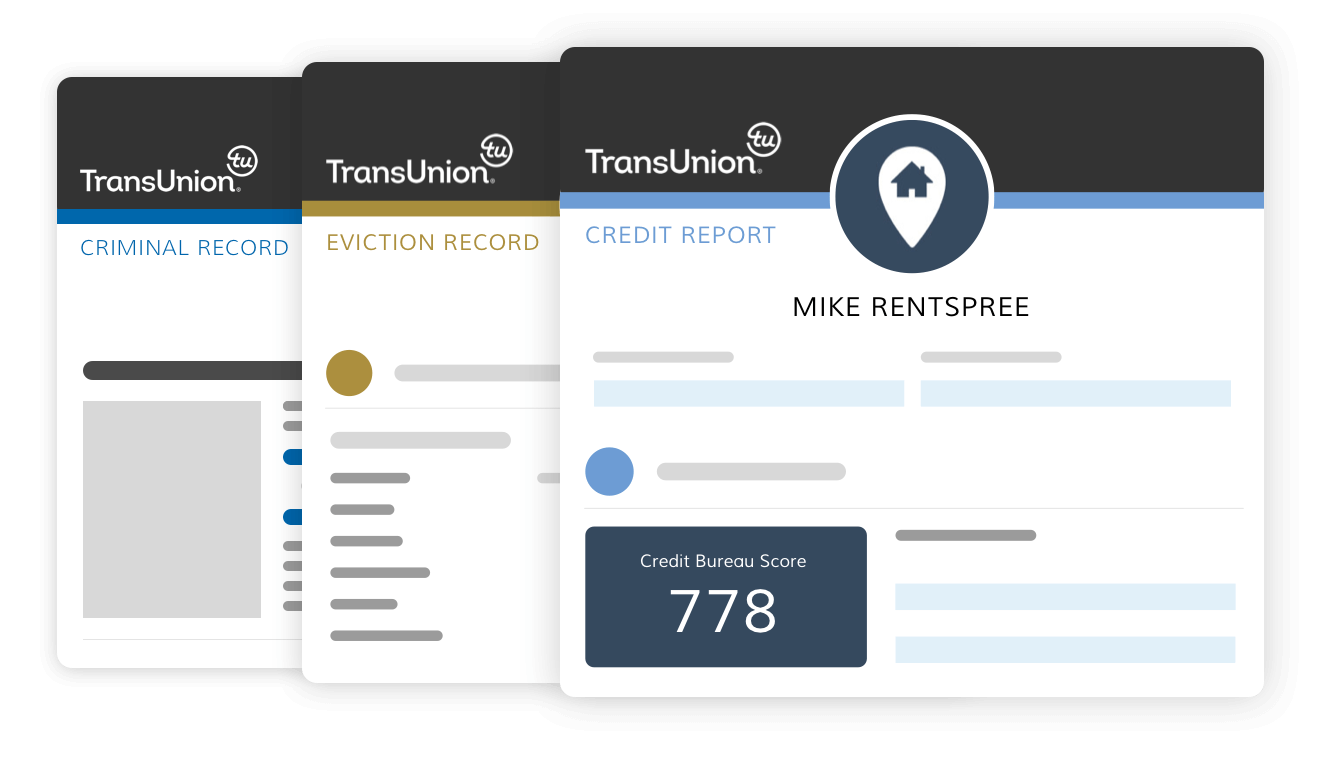 TransUnion
tu
CRIMINAL RECORD
TransUnion
tu
EVICTION RECORD
TransUnion
tu
CREDIT REPORT
MIKE RENTSPREE
Credit Bureau Score
778